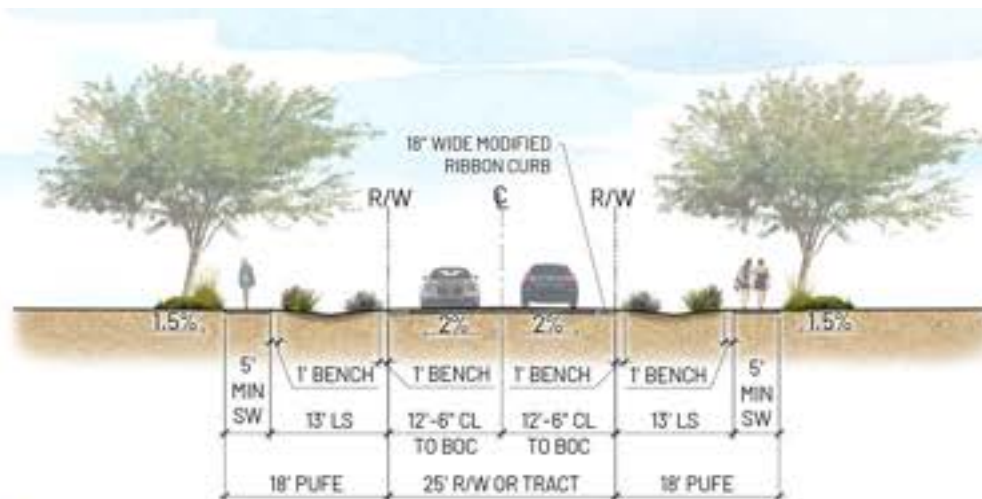 18" WIDE MODIFIED
RIBBON CURB
R/W
℄
R/W
1.5%
2%
2%
1.5%
5'
MIN
SW
1' BENCH
1' BENCH
1' BENCH
1' BENCH
5'
MIN
SW
13' LS
12'-6" CL
TO BOC
12'-6" CL
TO BOC
13' LS
18' PUFE
25' R/W OR TRACT
18' PUFE